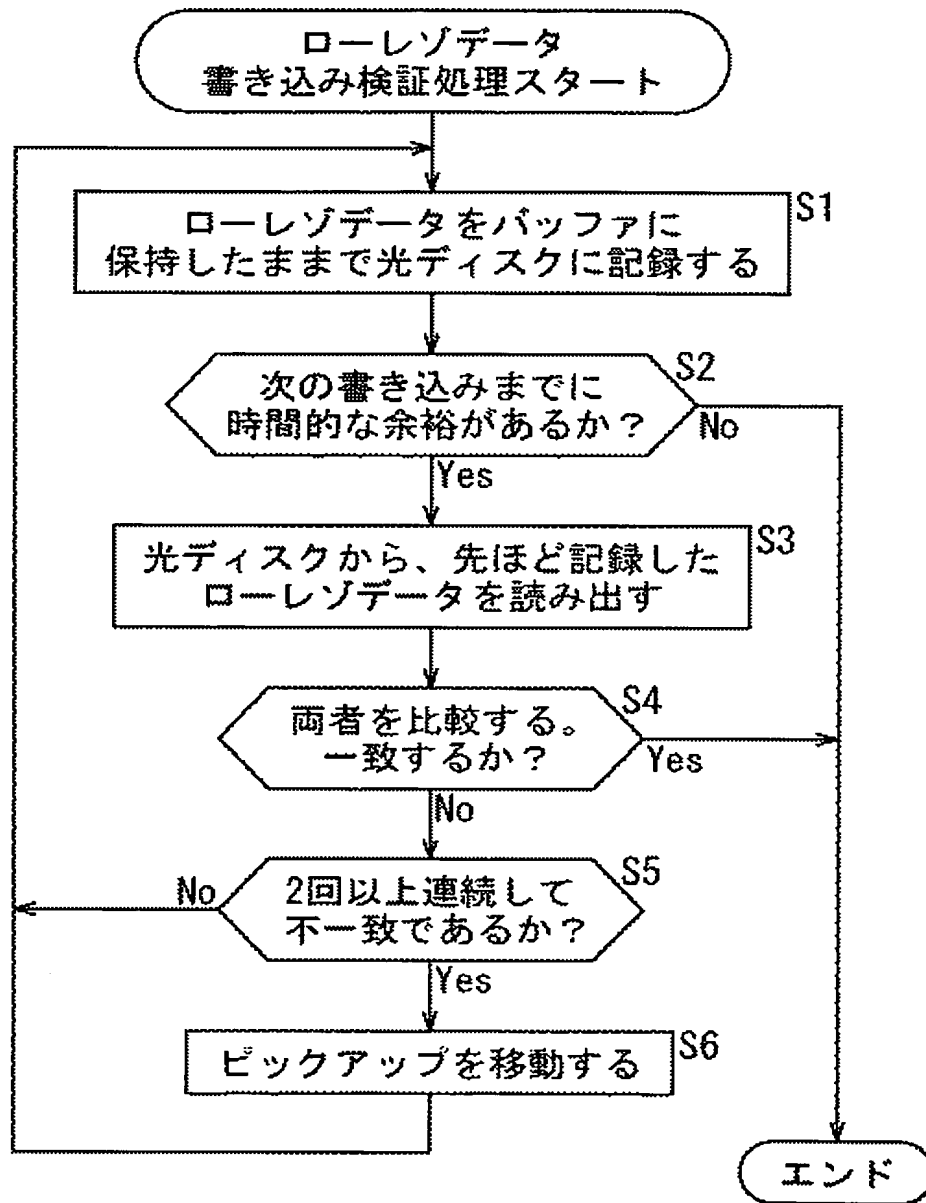 ローレゾデータ
書き込み検証処理スタート
S1
ローレゾデータをバッファに
保持したままで光ディスクに記録する
S2
次の書き込みまでに
時間的な余裕があるか？
No
Yes
S3
光ディスクから、先ほど記録した
ローレゾデータを読み出す
S4
両者を比較する。
一致するか？
Yes
No
S5
No
2回以上連続して
不一致であるか？
Yes
S6
ピックアップを移動する
エンド